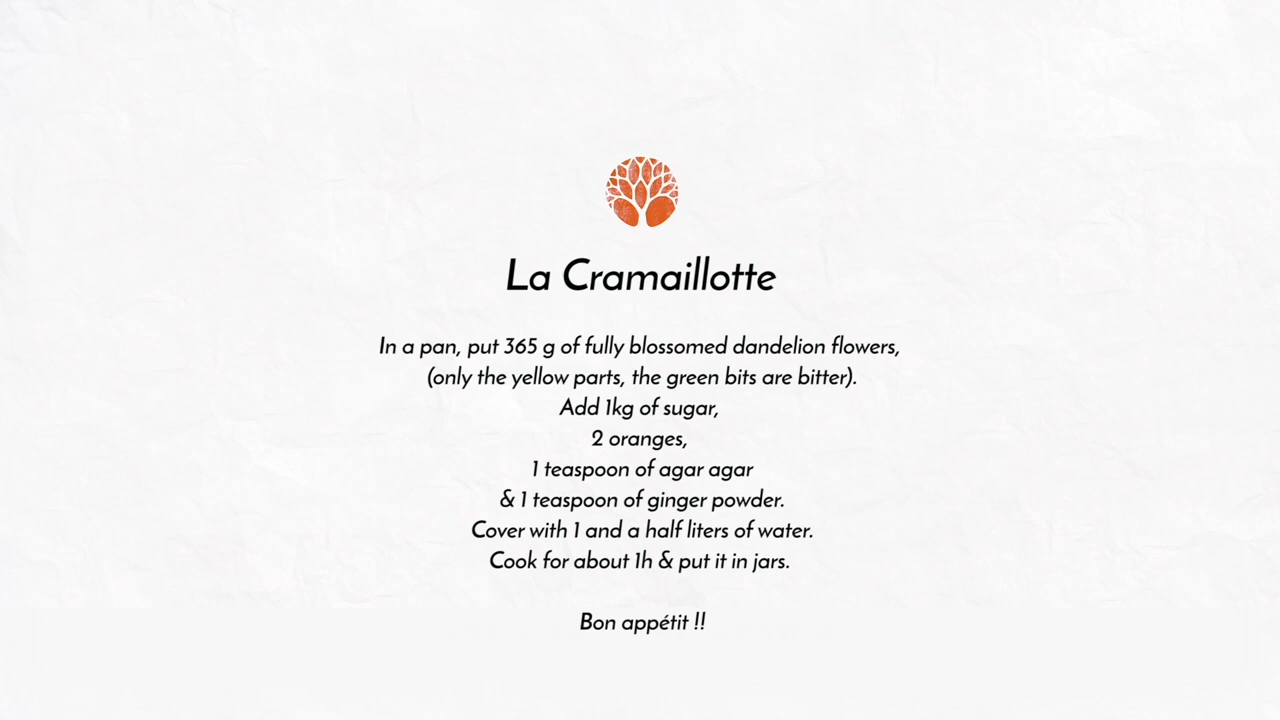 La Cramaillotte
In a pan, put 365 g of fully blossomed dandelion flowers,
(only the yellow parts, the green bits are bitter).
Add 1kg of sugar,
2 oranges,
1 teaspoon of agar agar
& 1 teaspoon of ginger powder.
Cover with 1 and a half liters of water.
Cook for about 1h & put it in jars.
Bon appétit !!